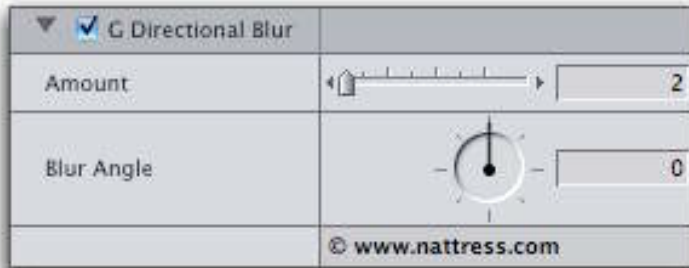 G Directional Blur
Amount 2
Blur Angle 0
© www.nattress.com